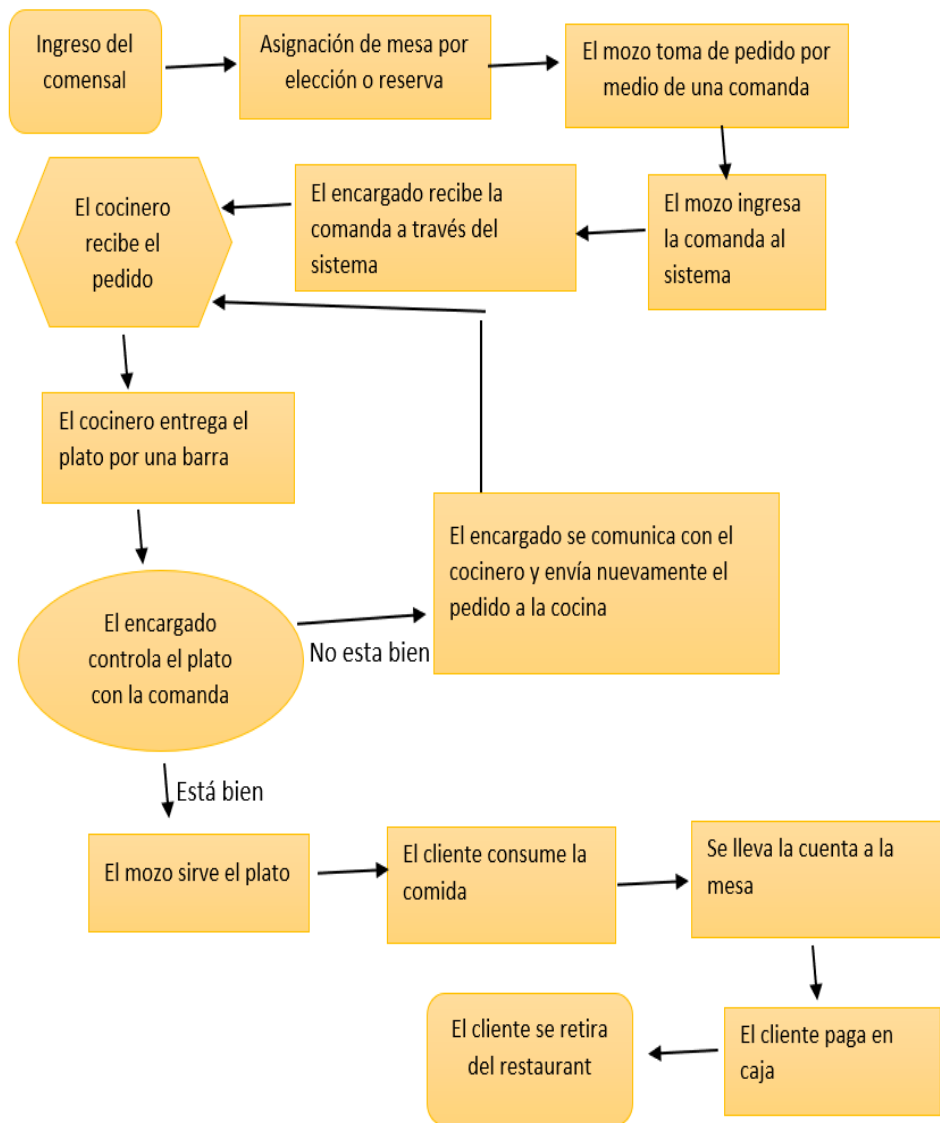 Ingreso del
comensal
Asignación de mesa por
elección o reserva
El mozo toma de pedido por
medio de una comanda
El mozo ingresa
la comanda al
sistema
El encargado recibe la
comanda a través del
sistema
El cocinero
recibe el
pedido
El cocinero entrega el
plato por una barra
El encargado
controla el plato
con la comanda
No esta bien
El encargado se comunica con el
cocinero y envía nuevamente el
pedido a la cocina
Está bien
El mozo sirve el plato
El cliente consume la
comida
Se lleva la cuenta a la
mesa
El cliente paga en
caja
El cliente se retira
del restaurant